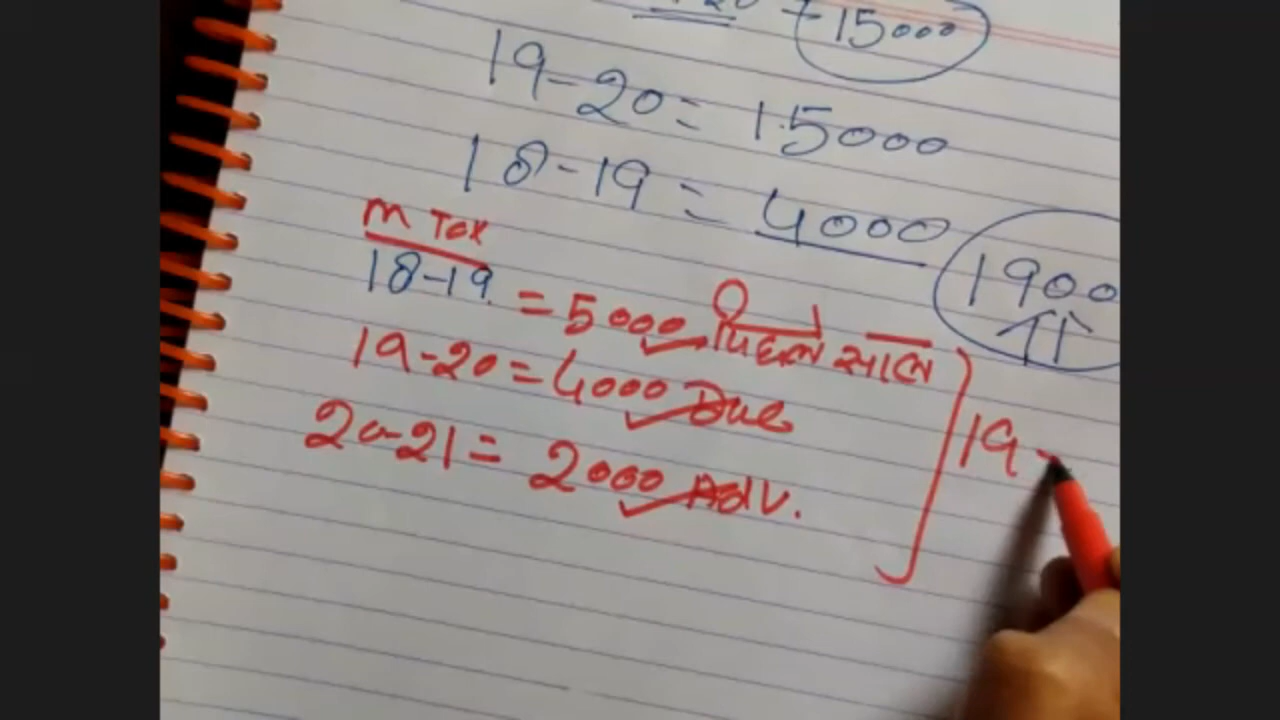 - 15000
19-20 = 15000
18-19 = 4000
1900
m Tax
18-19 = 5000
19-20 = 4000 Due
20-21 = 2000 Adv.
19 -